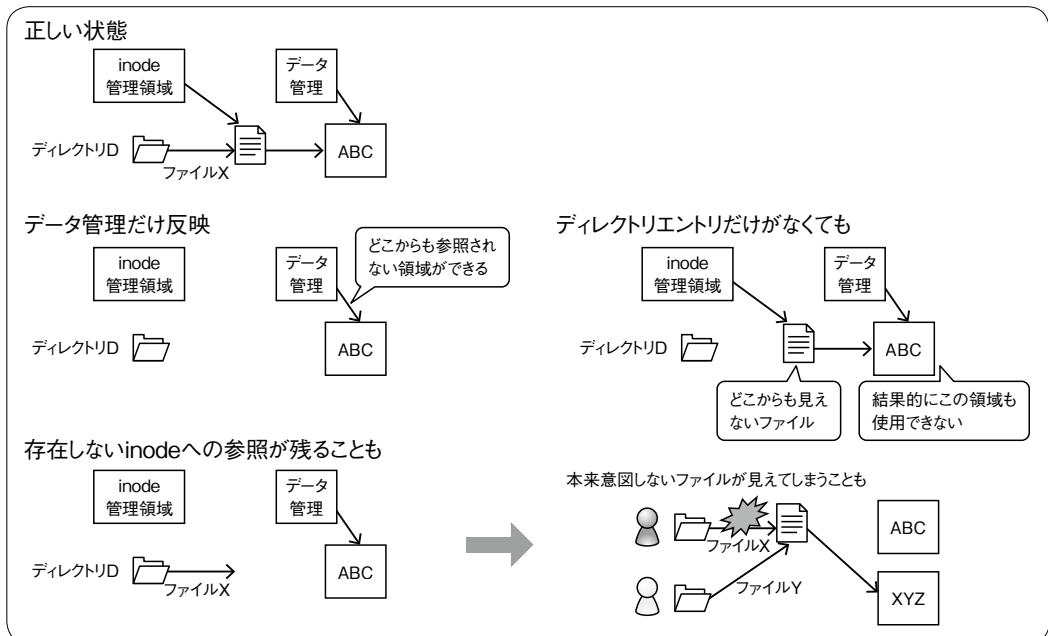 正しい状態
inode
管理領域
データ
管理
ディレクトリD
ファイルX
ABC
データ管理だけ反映
inode
管理領域
データ
管理
どこからも参照され
ない領域ができる
ディレクトリD
ABC
ディレクトリエントリだけがなくても
inode
管理領域
データ
管理
ディレクトリD
ABC
どこからも見え
ないファイル
結果的にこの領域も
使用できない
存在しないinodeへの参照が残ることも
inode
管理領域
データ
管理
ディレクトリD
ファイルX
ABC
本来意図しないファイルが見えてしまうことも
ファイルX
ABC
ファイルY
XYZ